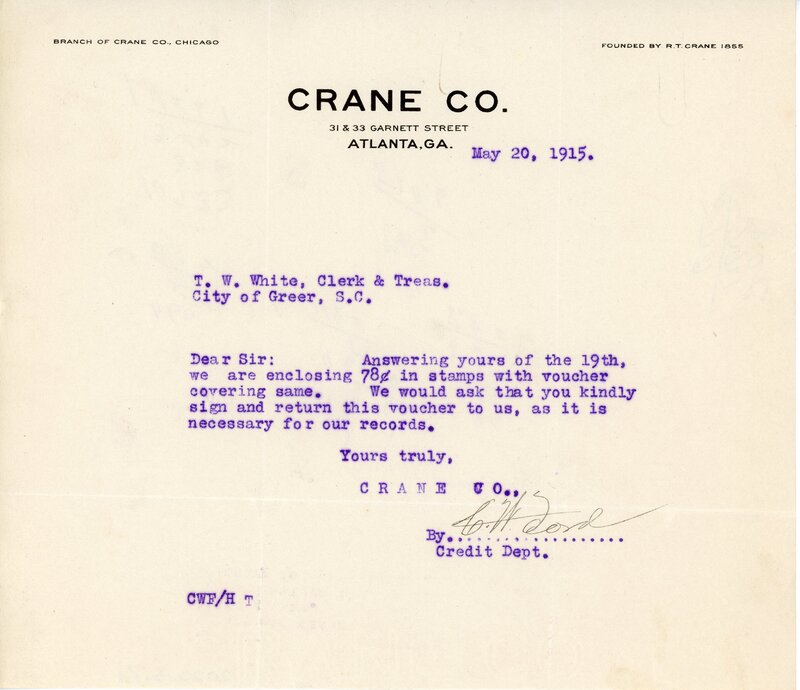 BRANCH OF CRANE CO., CHICAGO
FOUNDED BY R.T. CRANE 1855
CRANE CO.
31 & 33 GARNETT STREET
ATLANTA, GA.
May 20, 1915.
T. W. White, Clerk & Treas.
City of Greer, S.C.
Dear Sir: Answering yours of the 19th,
we are enclosing 78¢ in stamps with voucher
covering same. We would ask that you kindly
sign and return this voucher to us, as it is
necessary for our records.
Yours truly,
CRANE CO.,
C. W. Ford
By......................
Credit Dept.
CWF/H T